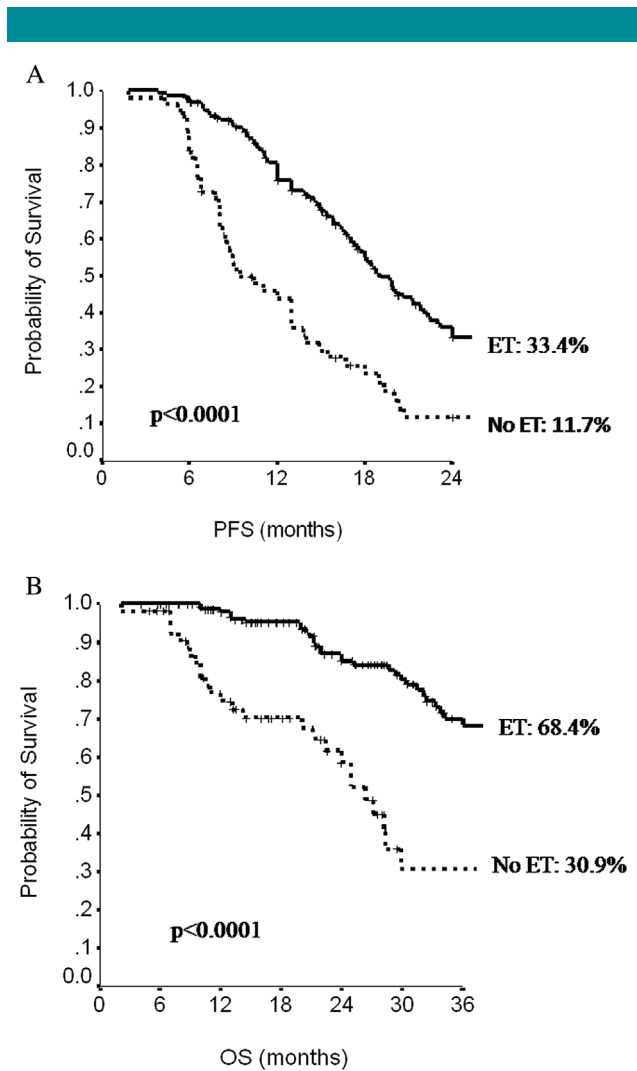 A
1.0
.9
.8
.7
.6
.5
.4
.3
.2
.1
0.0
Probability of Survival
ET: 33.4%
No ET: 11.7%
p<0.0001
0 6 12 18 24
PFS (months)
B
1.0
.9
.8
.7
.6
.5
.4
.3
.2
.1
0.0
Probability of Survival
ET: 68.4%
No ET: 30.9%
p<0.0001
0 6 12 18 24 30 36
OS (months)